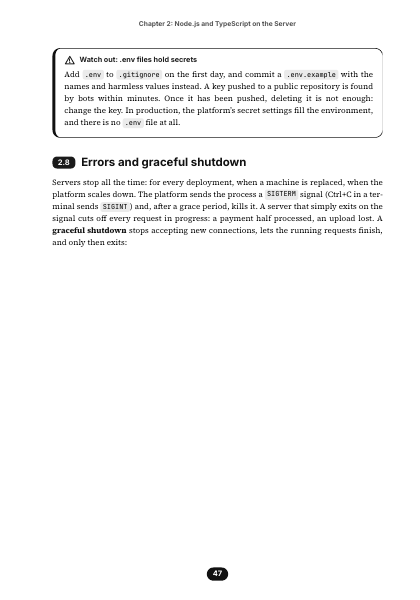 Chapter 2: Node.js and TypeScript on the Server
Watch out: .env files hold secrets
Add .env to .gitignore on the first day, and commit a .env.example with the
names and harmless values instead. A key pushed to a public repository is found
by bots within minutes. Once it has been pushed, deleting it is not enough:
change the key. In production, the platform's secret settings fill the environment,
and there is no .env file at all.
2.8 Errors and graceful shutdown
Servers stop all the time: for every deployment, when a machine is replaced, when the
platform scales down. The platform sends the process a SIGTERM signal (Ctrl+C in a ter-
minal sends SIGINT) and, after a grace period, kills it. A server that simply exits on the
signal cuts off every request in progress: a payment half processed, an upload lost. A
graceful shutdown stops accepting new connections, lets the running requests finish,
and only then exits:
47